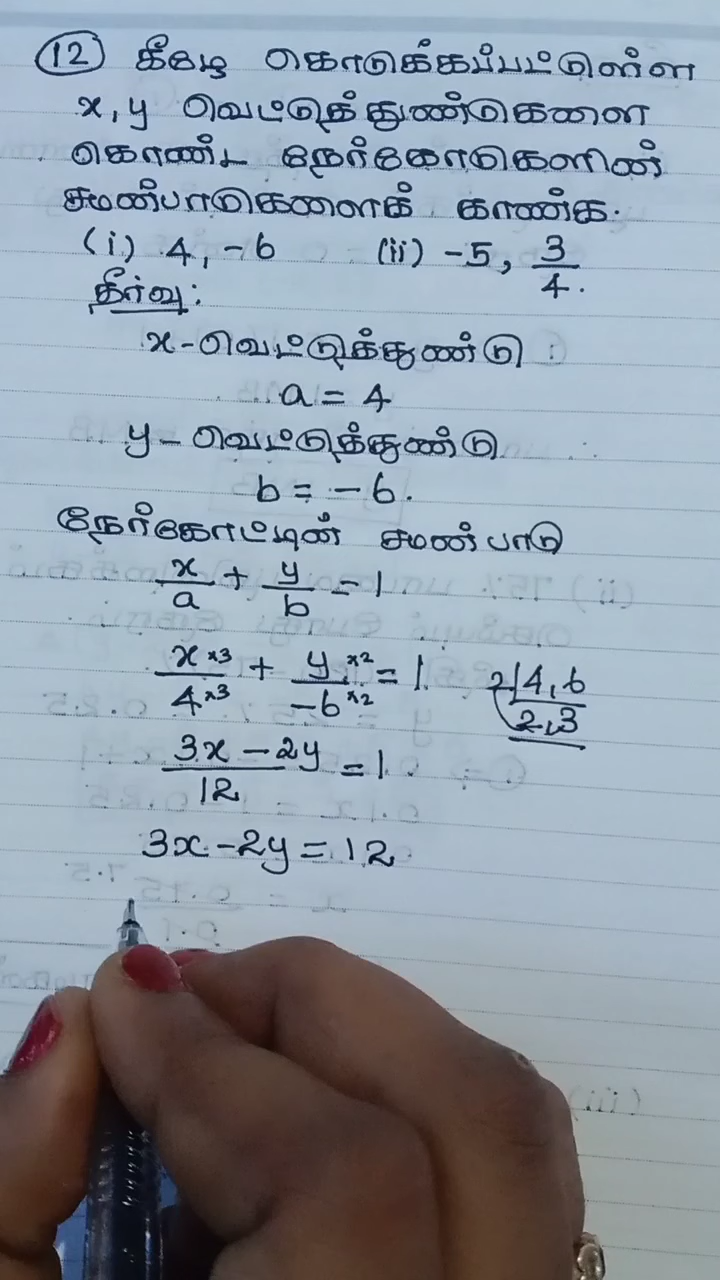 (12) கீழே கொடுக்கப்பட்டுள்ள
x, y வெட்டுத்துண்டுகளை
கொண்ட நேர்கோடுகளின்
சமன்பாடுகளைக் காண்க.
(i) 4, -6 (ii) -5, 3/4.
தீர்வு:
x - வெட்டுத்துண்டு
a = 4
y - வெட்டுத்துண்டு
b = -6.
நேர்கோட்டின் சமன்பாடு
x/a + y/b = 1
x ×3/4 ×3 + y ×2/-6 ×2 = 1. 2|4, 6
2, 3
3x - 2y/12 = 1.
3x - 2y = 12